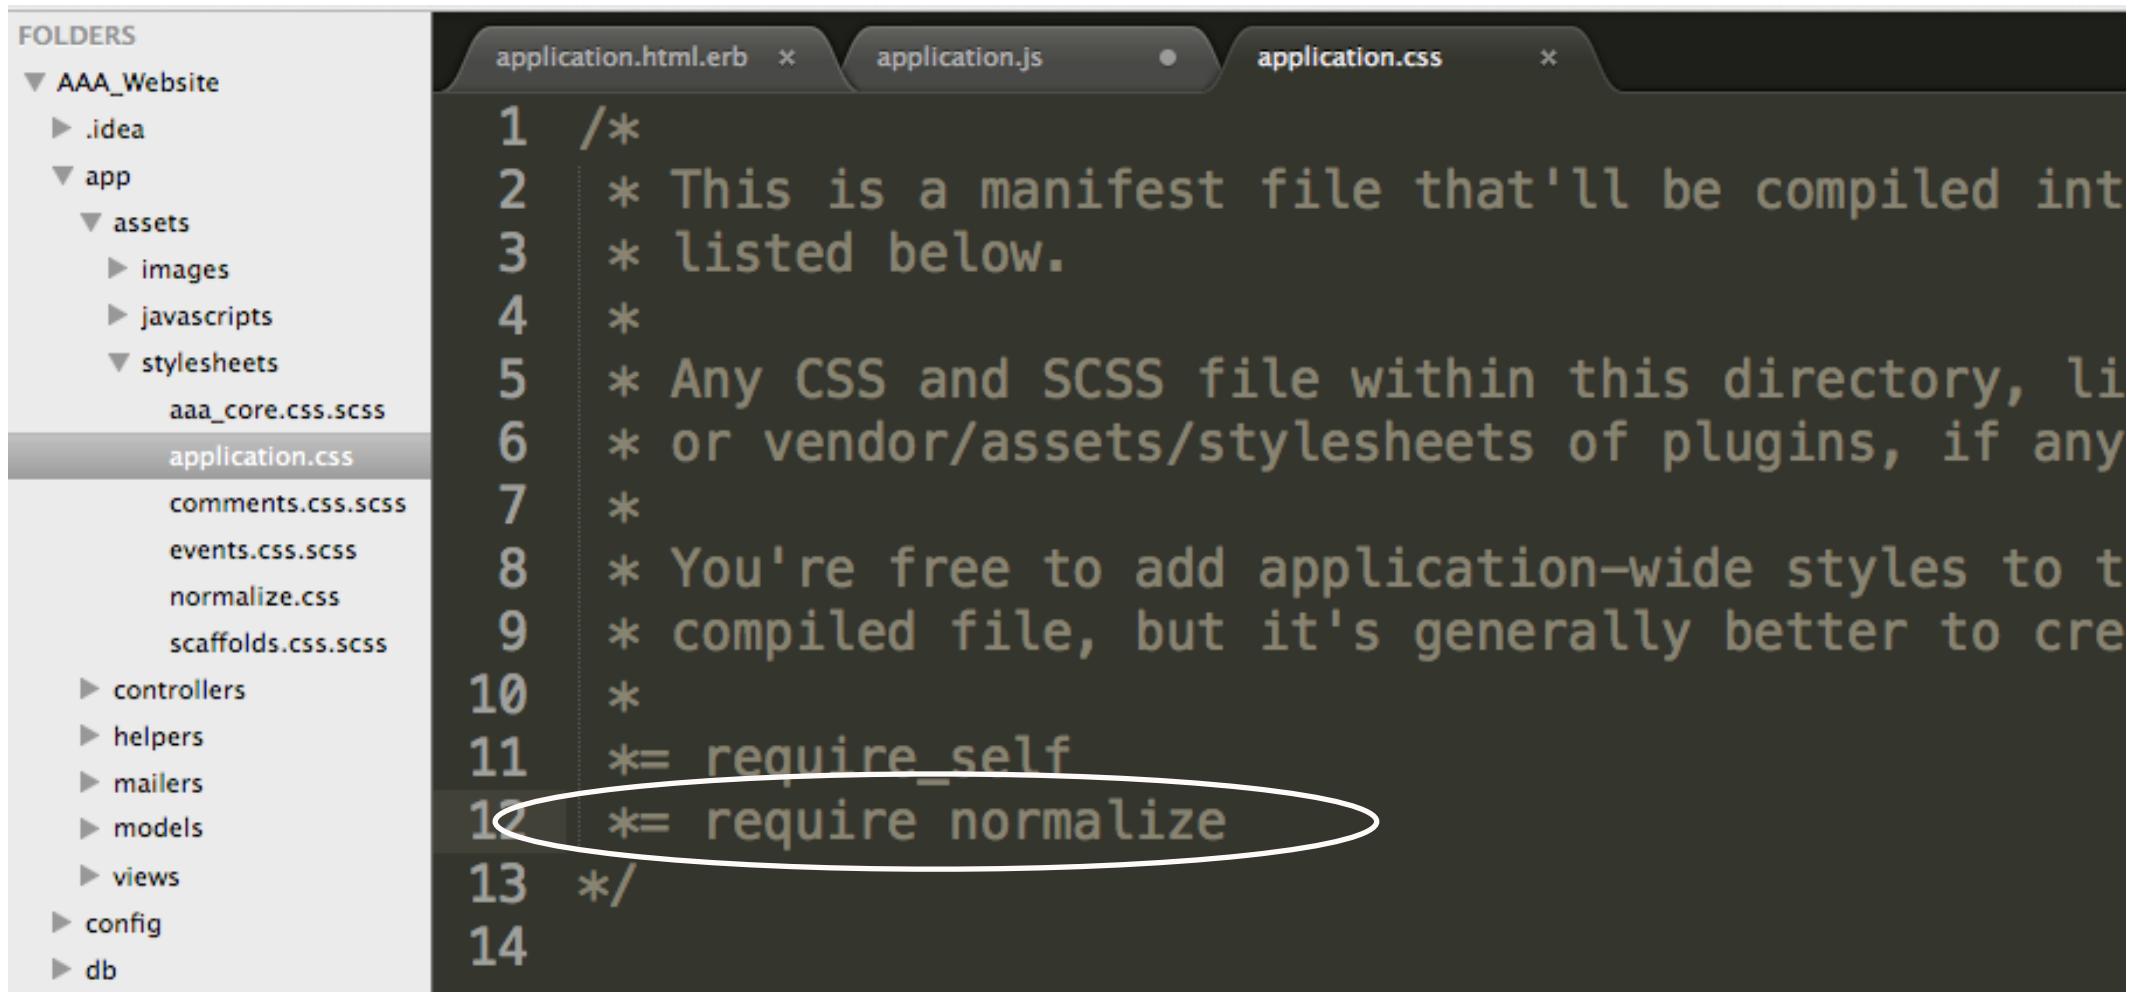 FOLDERS
AAA_Website
.idea
app
assets
images
javascripts
stylesheets
aaa_core.css.scss
application.css
comments.css.scss
events.css.scss
normalize.css
scaffolds.css.scss
controllers
helpers
mailers
models
views
config
db
application.html.erb × application.js application.css ×
1 /*
2 * This is a manifest file that'll be compiled int
3 * listed below.
4 *
5 * Any CSS and SCSS file within this directory, li
6 * or vendor/assets/stylesheets of plugins, if any
7 *
8 * You're free to add application-wide styles to t
9 * compiled file, but it's generally better to cre
10 *
11 *= require_self
12 *= require normalize
13 */
14